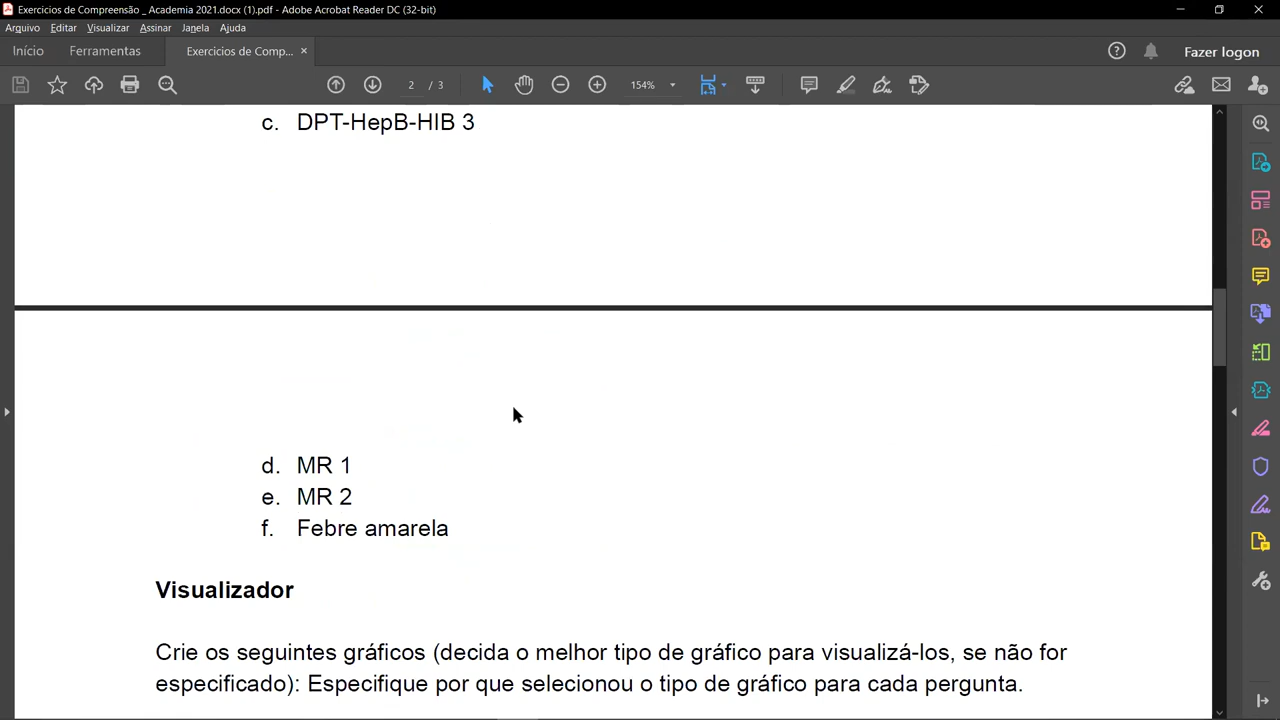 Exercicios de Compreensão _ Academia 2021.docx (1).pdf - Adobe Acrobat Reader DC (32-bit)
Arquivo Editar Visualizar Assinar Janela Ajuda
Início Ferramentas Exercicios de Comp... × Fazer logon
2 / 3 154%
c. DPT-HepB-HIB 3
d. MR 1
e. MR 2
f. Febre amarela
Visualizador
Crie os seguintes gráficos (decida o melhor tipo de gráfico para visualizá-los, se não for
especificado): Especifique por que selecionou o tipo de gráfico para cada pergunta.